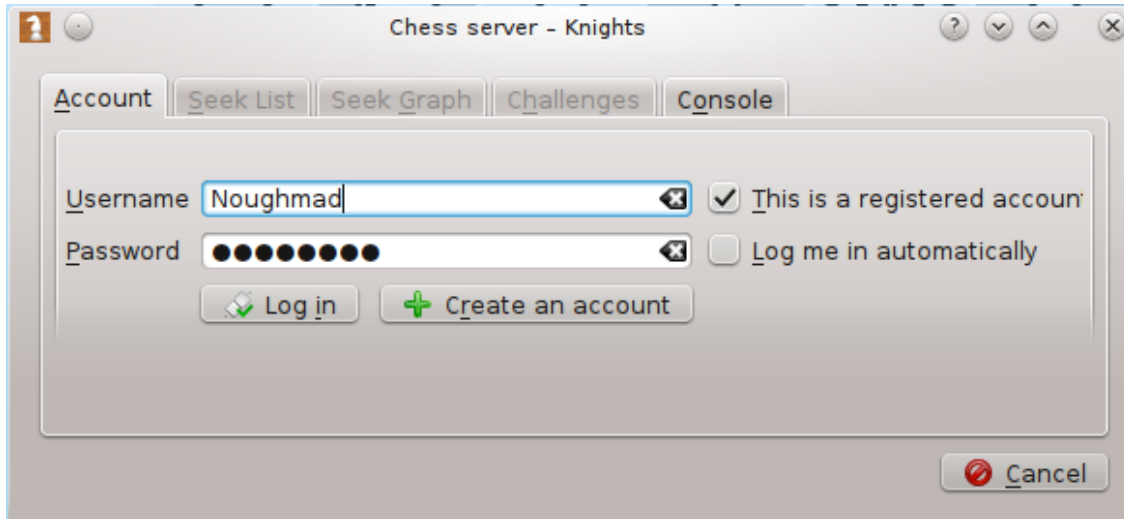 Chess server – Knights
Account Seek List Seek Graph Challenges Console
Username Noughmad This is a registered accoun
Password ●●●●●●●● Log me in automatically
Log in Create an account
Cancel